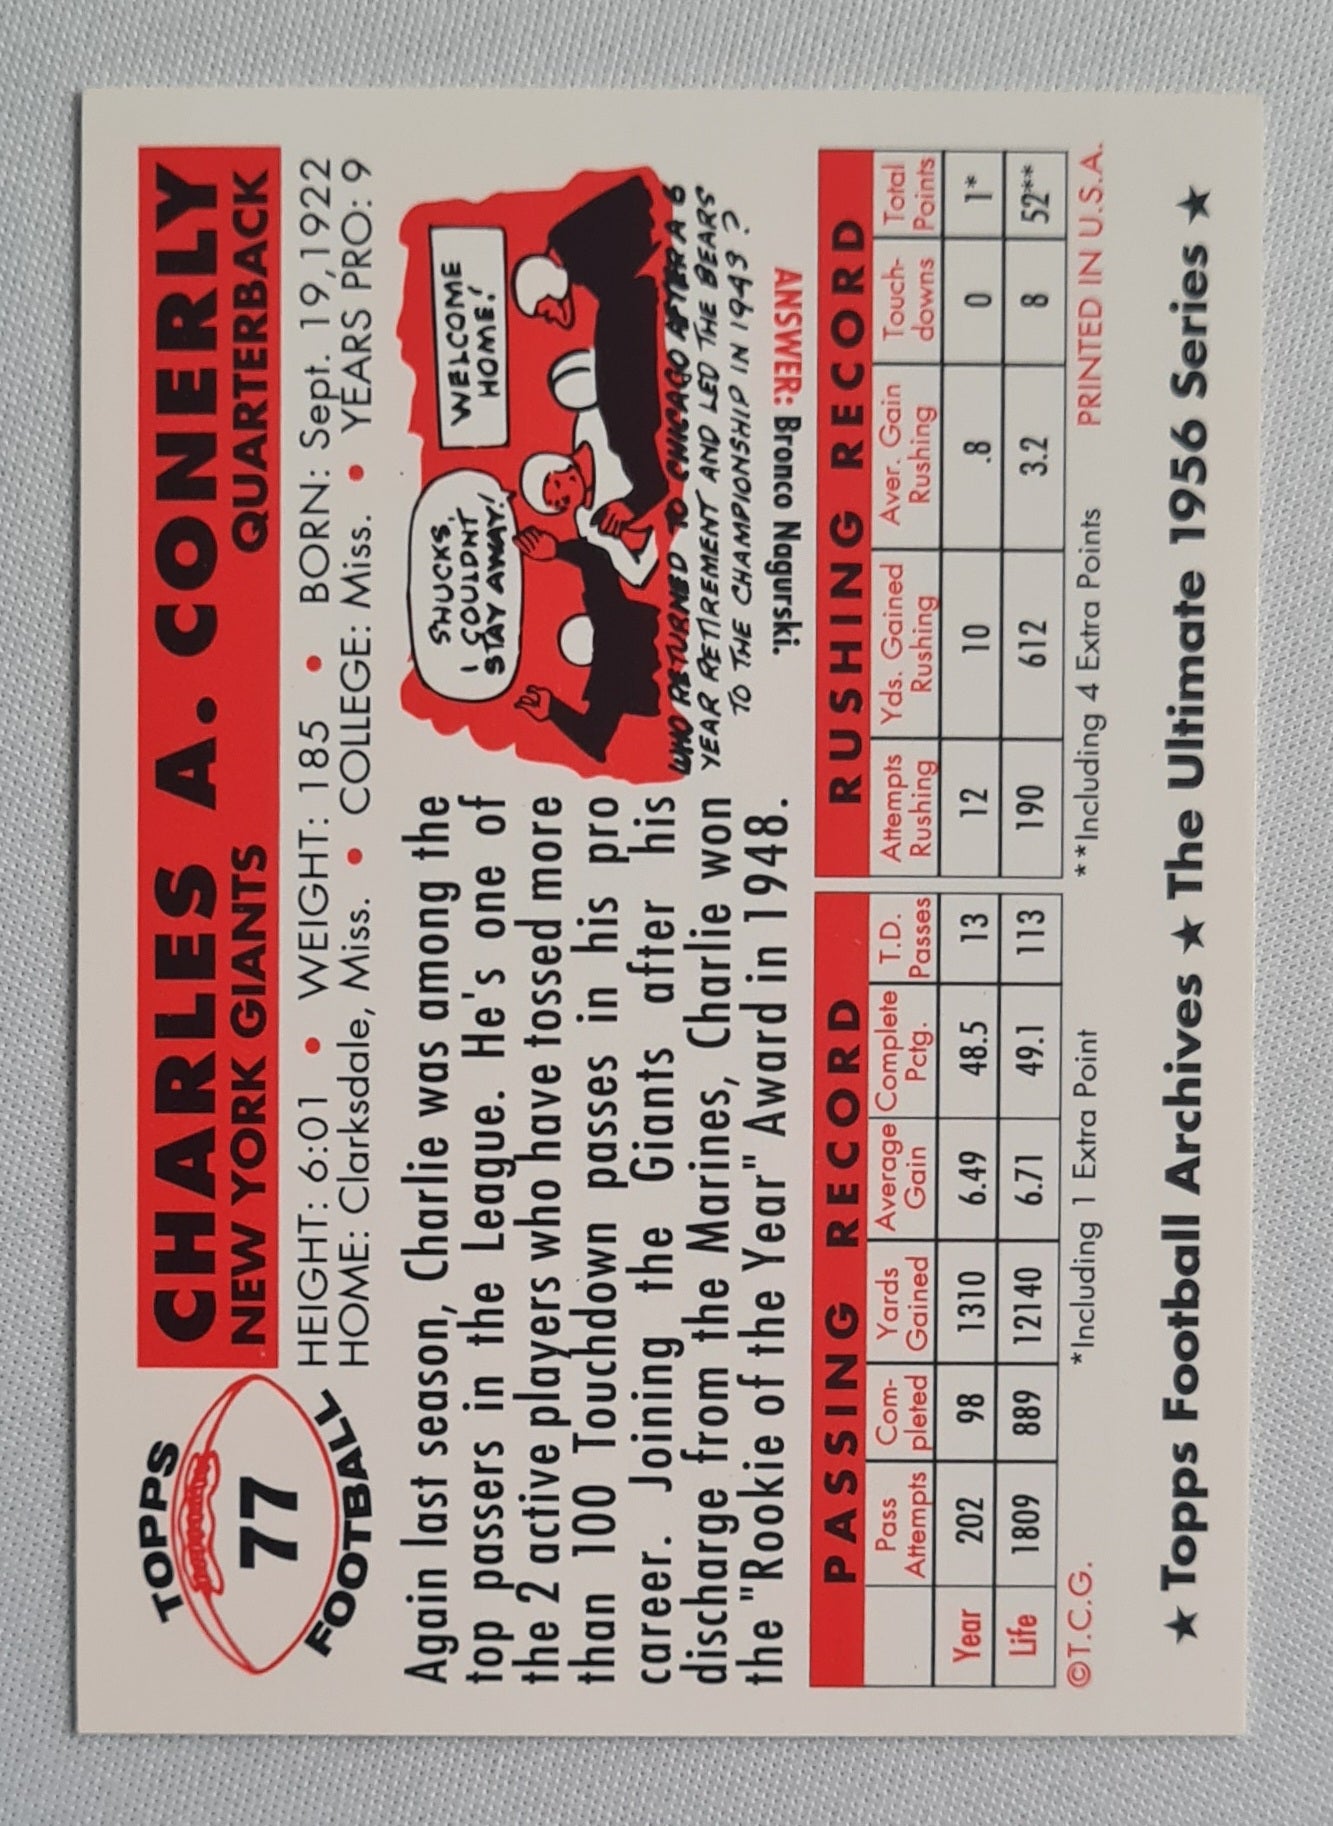 TOPPS
77
FOOTBALL
CHARLES A. CONERLY
NEW YORK GIANTS QUARTERBACK
HEIGHT: 6:01 • WEIGHT: 185 • BORN: Sept. 19, 1922
HOME: Clarksdale, Miss. • COLLEGE: Miss. • YEARS PRO: 9
Again last season, Charlie was among the
top passers in the League. He's one of
the 2 active players who have tossed more
than 100 Touchdown passes in his pro
career. Joining the Giants after his
discharge from the Marines, Charlie won
the "Rookie of the Year" Award in 1948.
SHUCKS,
I COULDN'T
STAY AWAY!
WELCOME
HOME!
WHO RETURNED TO CHICAGO AFTER A 6
YEAR RETIREMENT AND LED THE BEARS
TO THE CHAMPIONSHIP IN 1943?
ANSWER: Bronco Nagurski.
PASSING RECORD
Pass Attempts Com-pleted Yards Gained Average Gain Complete Pctg. T.D. Passes
Year 202 98 1310 6.49 48.5 13
Life 1809 889 12140 6.71 49.1 113
RUSHING RECORD
Attempts Rushing Yds. Gained Rushing Aver. Gain Rushing Touch-downs Total Points
12 10 .8 0 1*
190 612 3.2 8 52**
©T.C.G. *Including 1 Extra Point **Including 4 Extra Points PRINTED IN U.S.A.
★ Topps Football Archives ★ The Ultimate 1956 Series ★